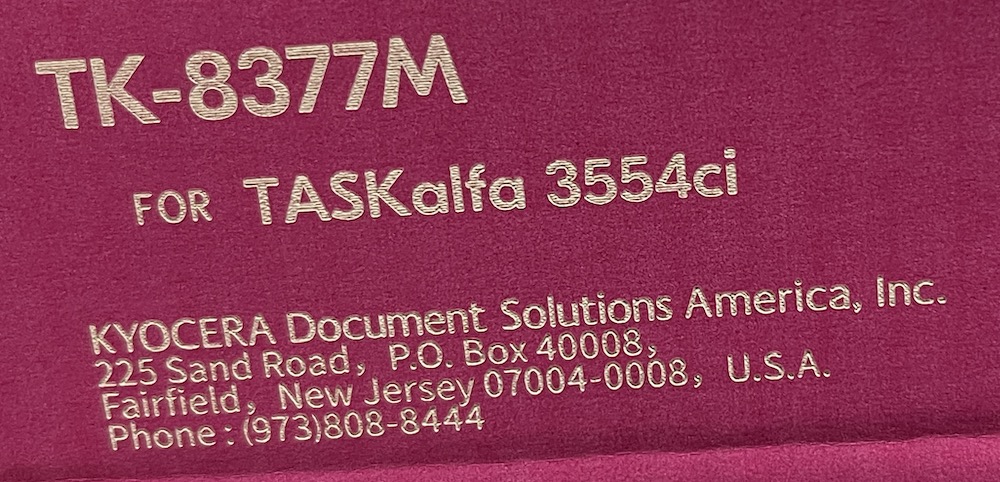 TK-8377M
FOR TASKalfa 3554ci
KYOCERA Document Solutions America, Inc.
225 Sand Road, P.O. Box 40008,
Fairfield, New Jersey 07004-0008, U.S.A.
Phone : (973)808-8444